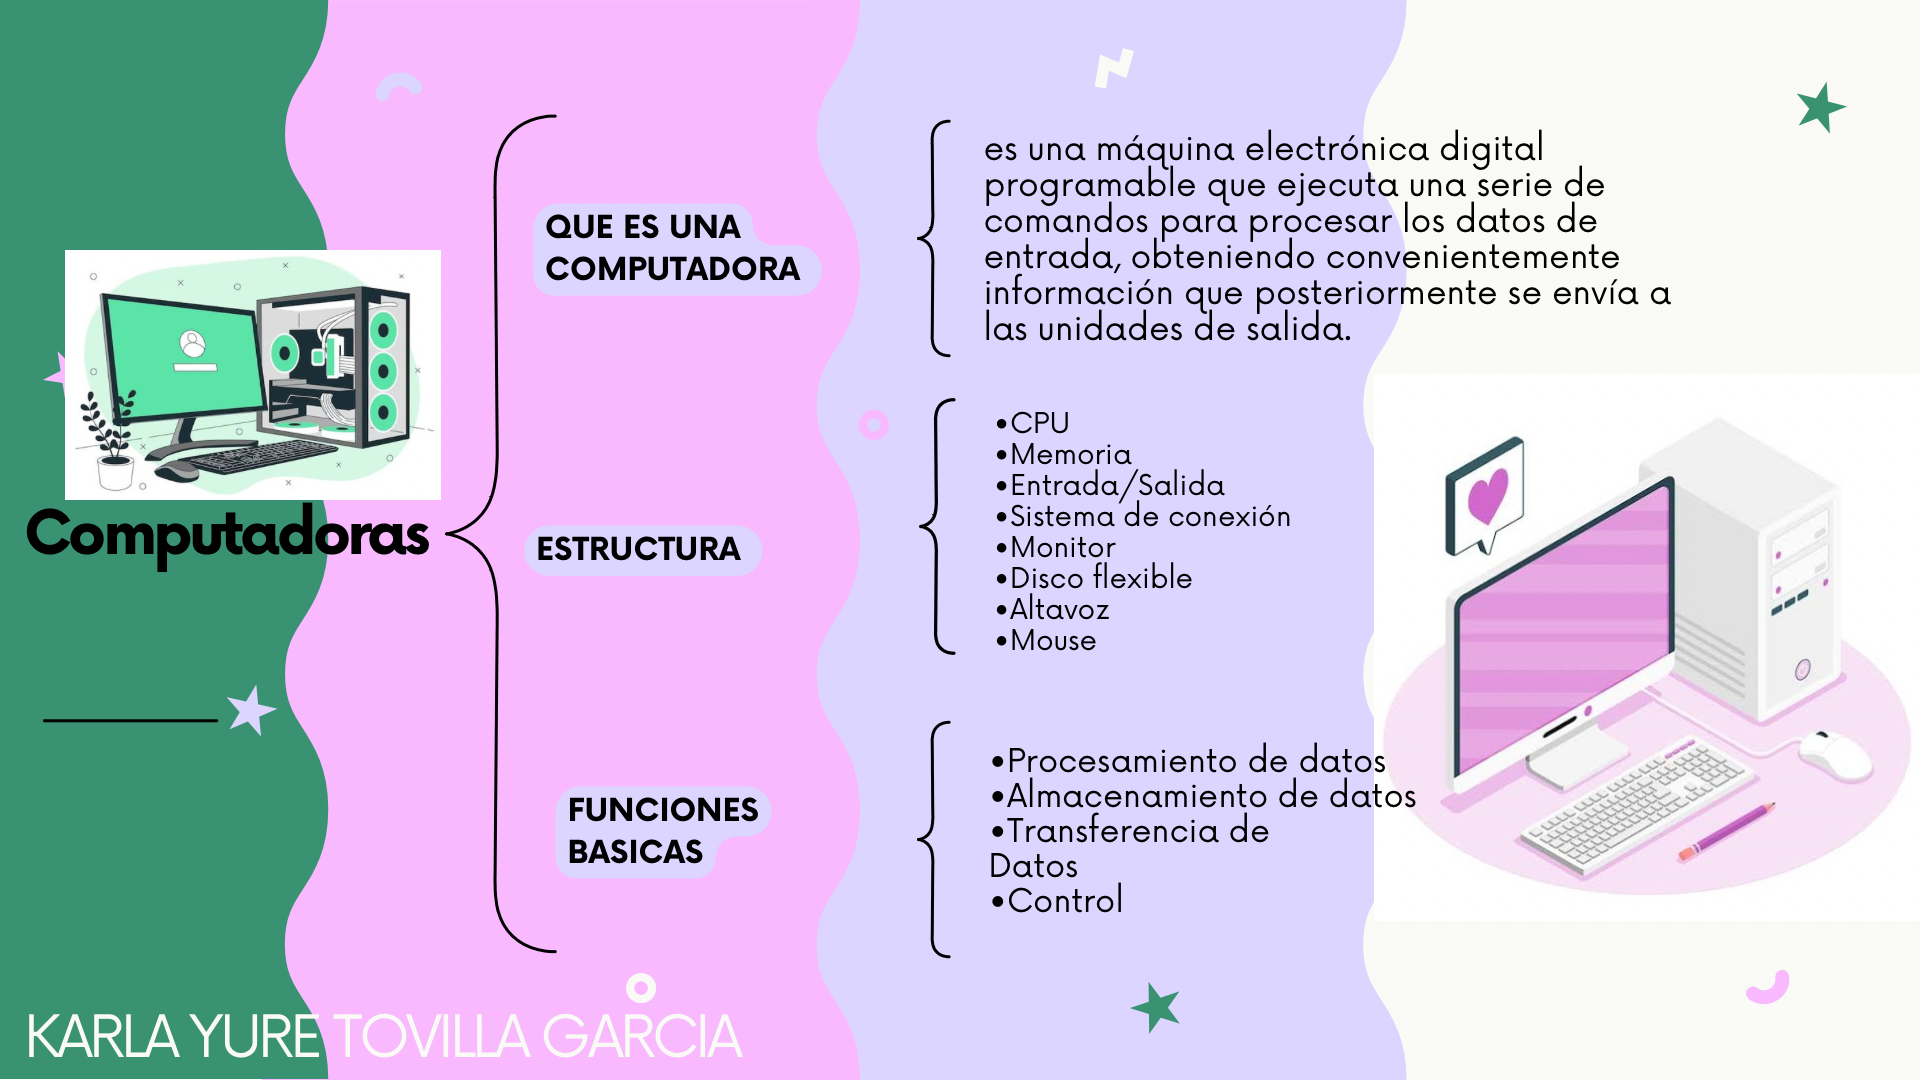 Computadoras
QUE ES UNA
COMPUTADORA
es una máquina electrónica digital
programable que ejecuta una serie de
comandos para procesar los datos de
entrada, obteniendo convenientemente
información que posteriormente se envía a
las unidades de salida.
ESTRUCTURA
•CPU
•Memoria
•Entrada/Salida
•Sistema de conexión
•Monitor
•Disco flexible
•Altavoz
•Mouse
FUNCIONES
BASICAS
•Procesamiento de datos
•Almacenamiento de datos
•Transferencia de
Datos
•Control
KARLA YURE TOVILLA GARCIA